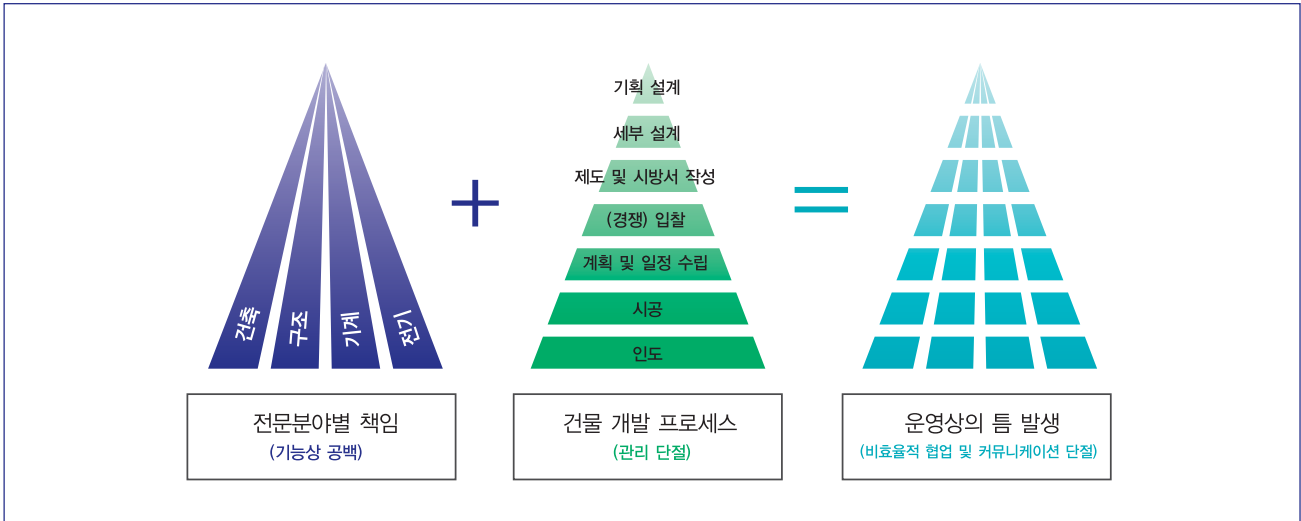 건축
구조
기계
전기
+
기획 설계
세부 설계
제도 및 시방서 작성
(경쟁) 입찰
계획 및 일정 수립
시공
인도
=
전문분야별 책임
(기능상 공백)
건물 개발 프로세스
(관리 단절)
운영상의 틈 발생
(비효율적 협업 및 커뮤니케이션 단절)